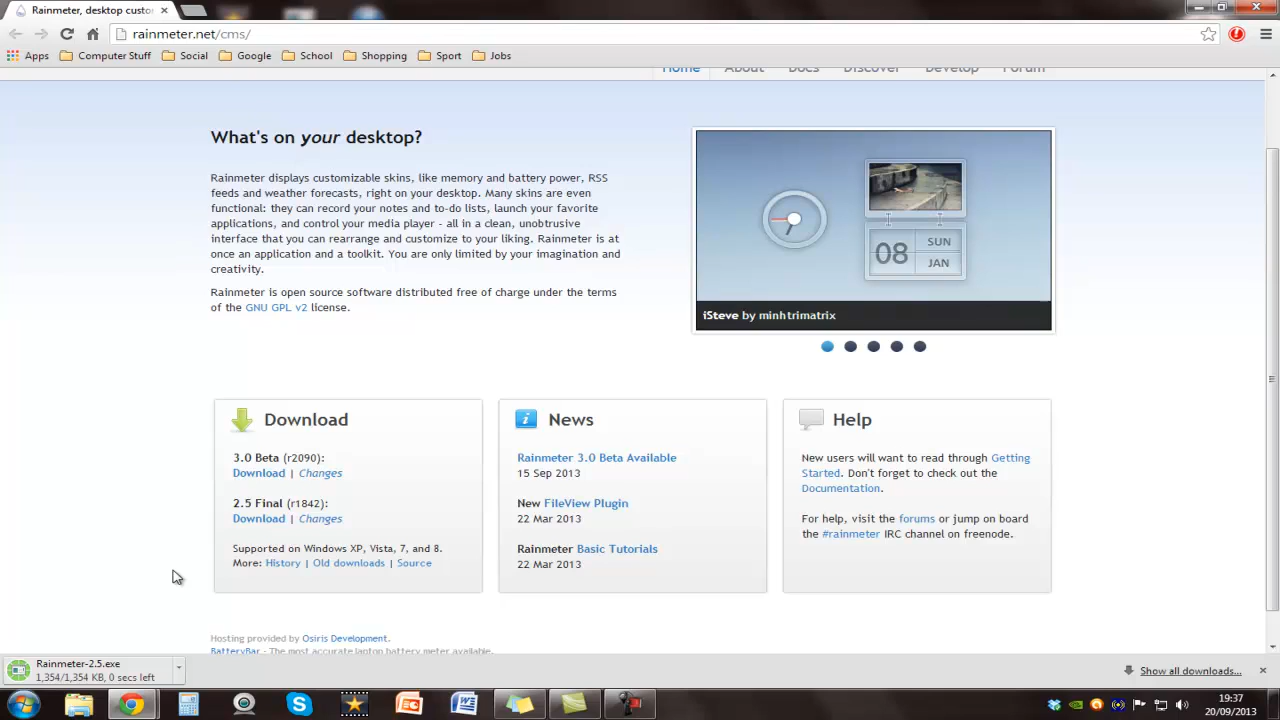 Rainmeter, desktop custo
rainmeter.net/cms/
Apps Computer Stuff Social Google School Shopping Sport Jobs
Home About Docs Discover Develop Forum
What's on your desktop?
Rainmeter displays customizable skins, like memory and battery power, RSS
feeds and weather forecasts, right on your desktop. Many skins are even
functional: they can record your notes and to-do lists, launch your favorite
applications, and control your media player - all in a clean, unobtrusive
interface that you can rearrange and customize to your liking. Rainmeter is at
once an application and a toolkit. You are only limited by your imagination and
creativity.
Rainmeter is open source software distributed free of charge under the terms
of the GNU GPL v2 license.
08 SUN
JAN
iSteve by minhtrimatrix
Download
3.0 Beta (r2090):
Download | Changes
2.5 Final (r1842):
Download | Changes
Supported on Windows XP, Vista, 7, and 8.
More: History | Old downloads | Source
News
Rainmeter 3.0 Beta Available
15 Sep 2013
New FileView Plugin
22 Mar 2013
Rainmeter Basic Tutorials
22 Mar 2013
Help
New users will want to read through Getting
Started. Don't forget to check out the
Documentation.
For help, visit the forums or jump on board
the #rainmeter IRC channel on freenode.
Hosting provided by Osiris Development.
BatteryBar - The most accurate laptop battery meter available.
Rainmeter-2.5.exe
1,354/1,354 KB, 0 secs left
Show all downloads...
19:37
20/09/2013